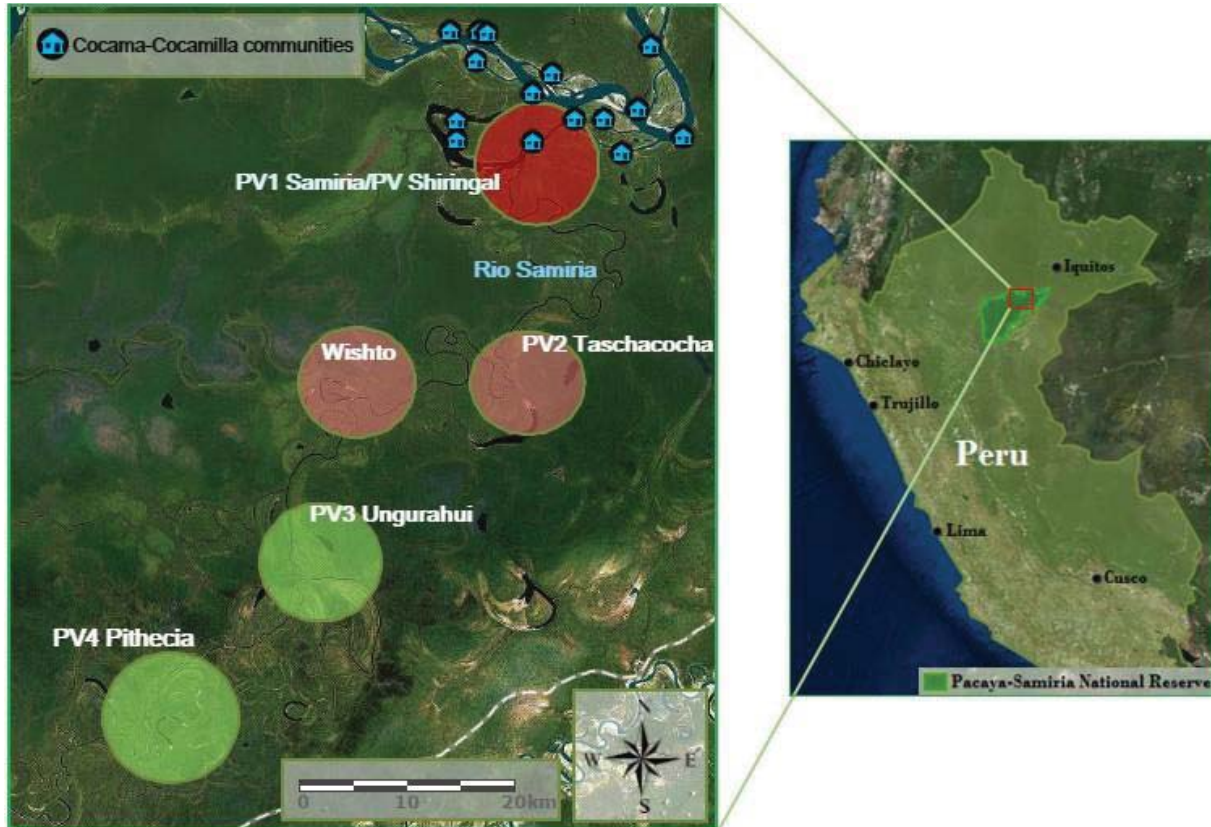 Cocama-Cocamilla communities
PV1 Samiria/PV Shiringal
Rio Samiria
Wishto
PV2 Taschacocha
PV3 Ungurahui
PV4 Pithecia
0 10 20km
N
W E
S
Iquitos
Chiclayo
Trujillo
Peru
Lima
Cusco
Pacaya-Samiria National Reserve